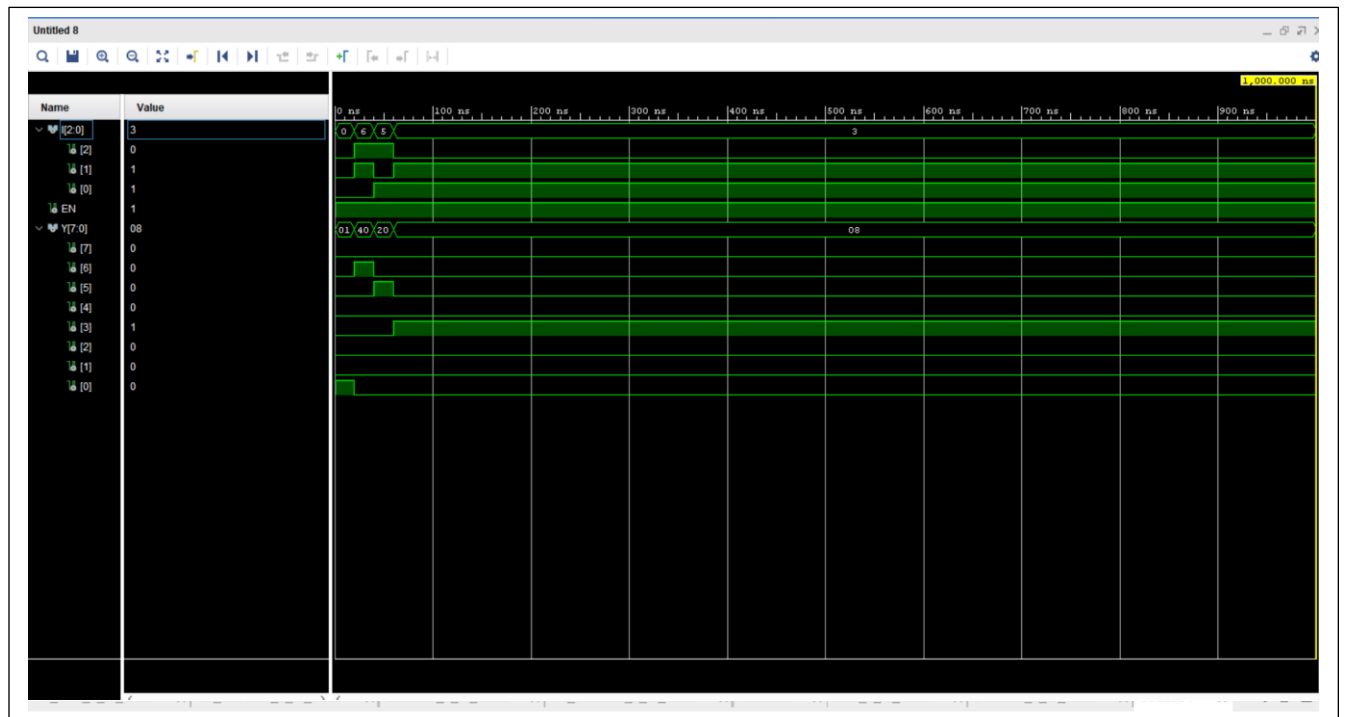 Untitled 8
1,000.000 ns
Name Value
0 ns 100 ns 200 ns 300 ns 400 ns 500 ns 600 ns 700 ns 800 ns 900 ns
I[2:0] 3 0 6 5 3
[2] 0
[1] 1
[0] 1
EN 1
Y[7:0] 08 01 40 20 08
[7] 0
[6] 0
[5] 0
[4] 0
[3] 1
[2] 0
[1] 0
[0] 0